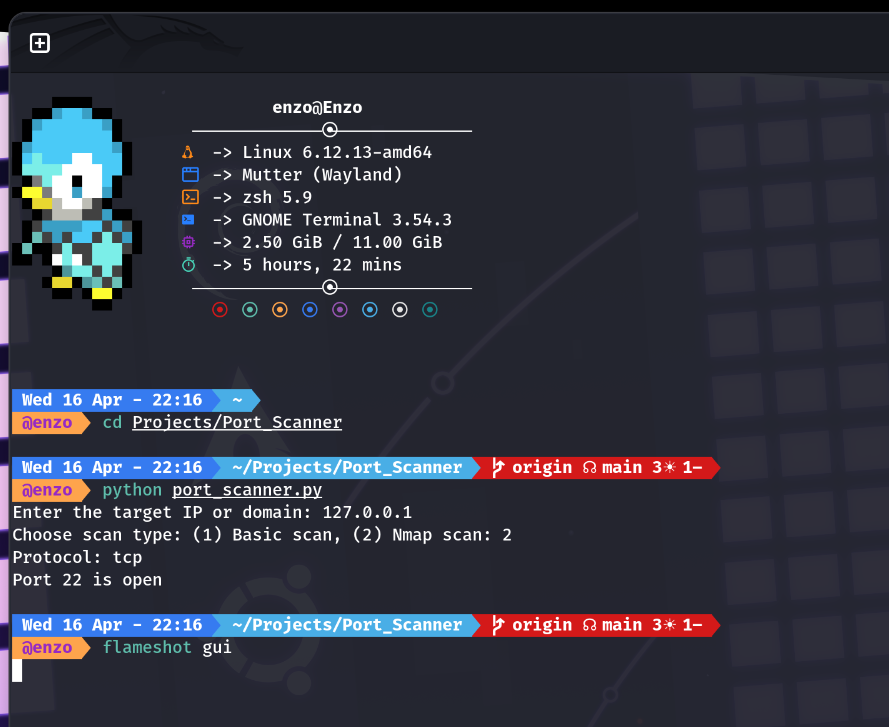 enzo@Enzo
-> Linux 6.12.13-amd64
-> Mutter (Wayland)
-> zsh 5.9
-> GNOME Terminal 3.54.3
-> 2.50 GiB / 11.00 GiB
-> 5 hours, 22 mins
Wed 16 Apr - 22:16 ~
@enzo cd Projects/Port_Scanner
Wed 16 Apr - 22:16 ~/Projects/Port_Scanner origin ☊ main 3☀ 1-
@enzo python port_scanner.py
Enter the target IP or domain: 127.0.0.1
Choose scan type: (1) Basic scan, (2) Nmap scan: 2
Protocol: tcp
Port 22 is open
Wed 16 Apr - 22:16 ~/Projects/Port_Scanner origin ☊ main 3☀ 1-
@enzo flameshot gui